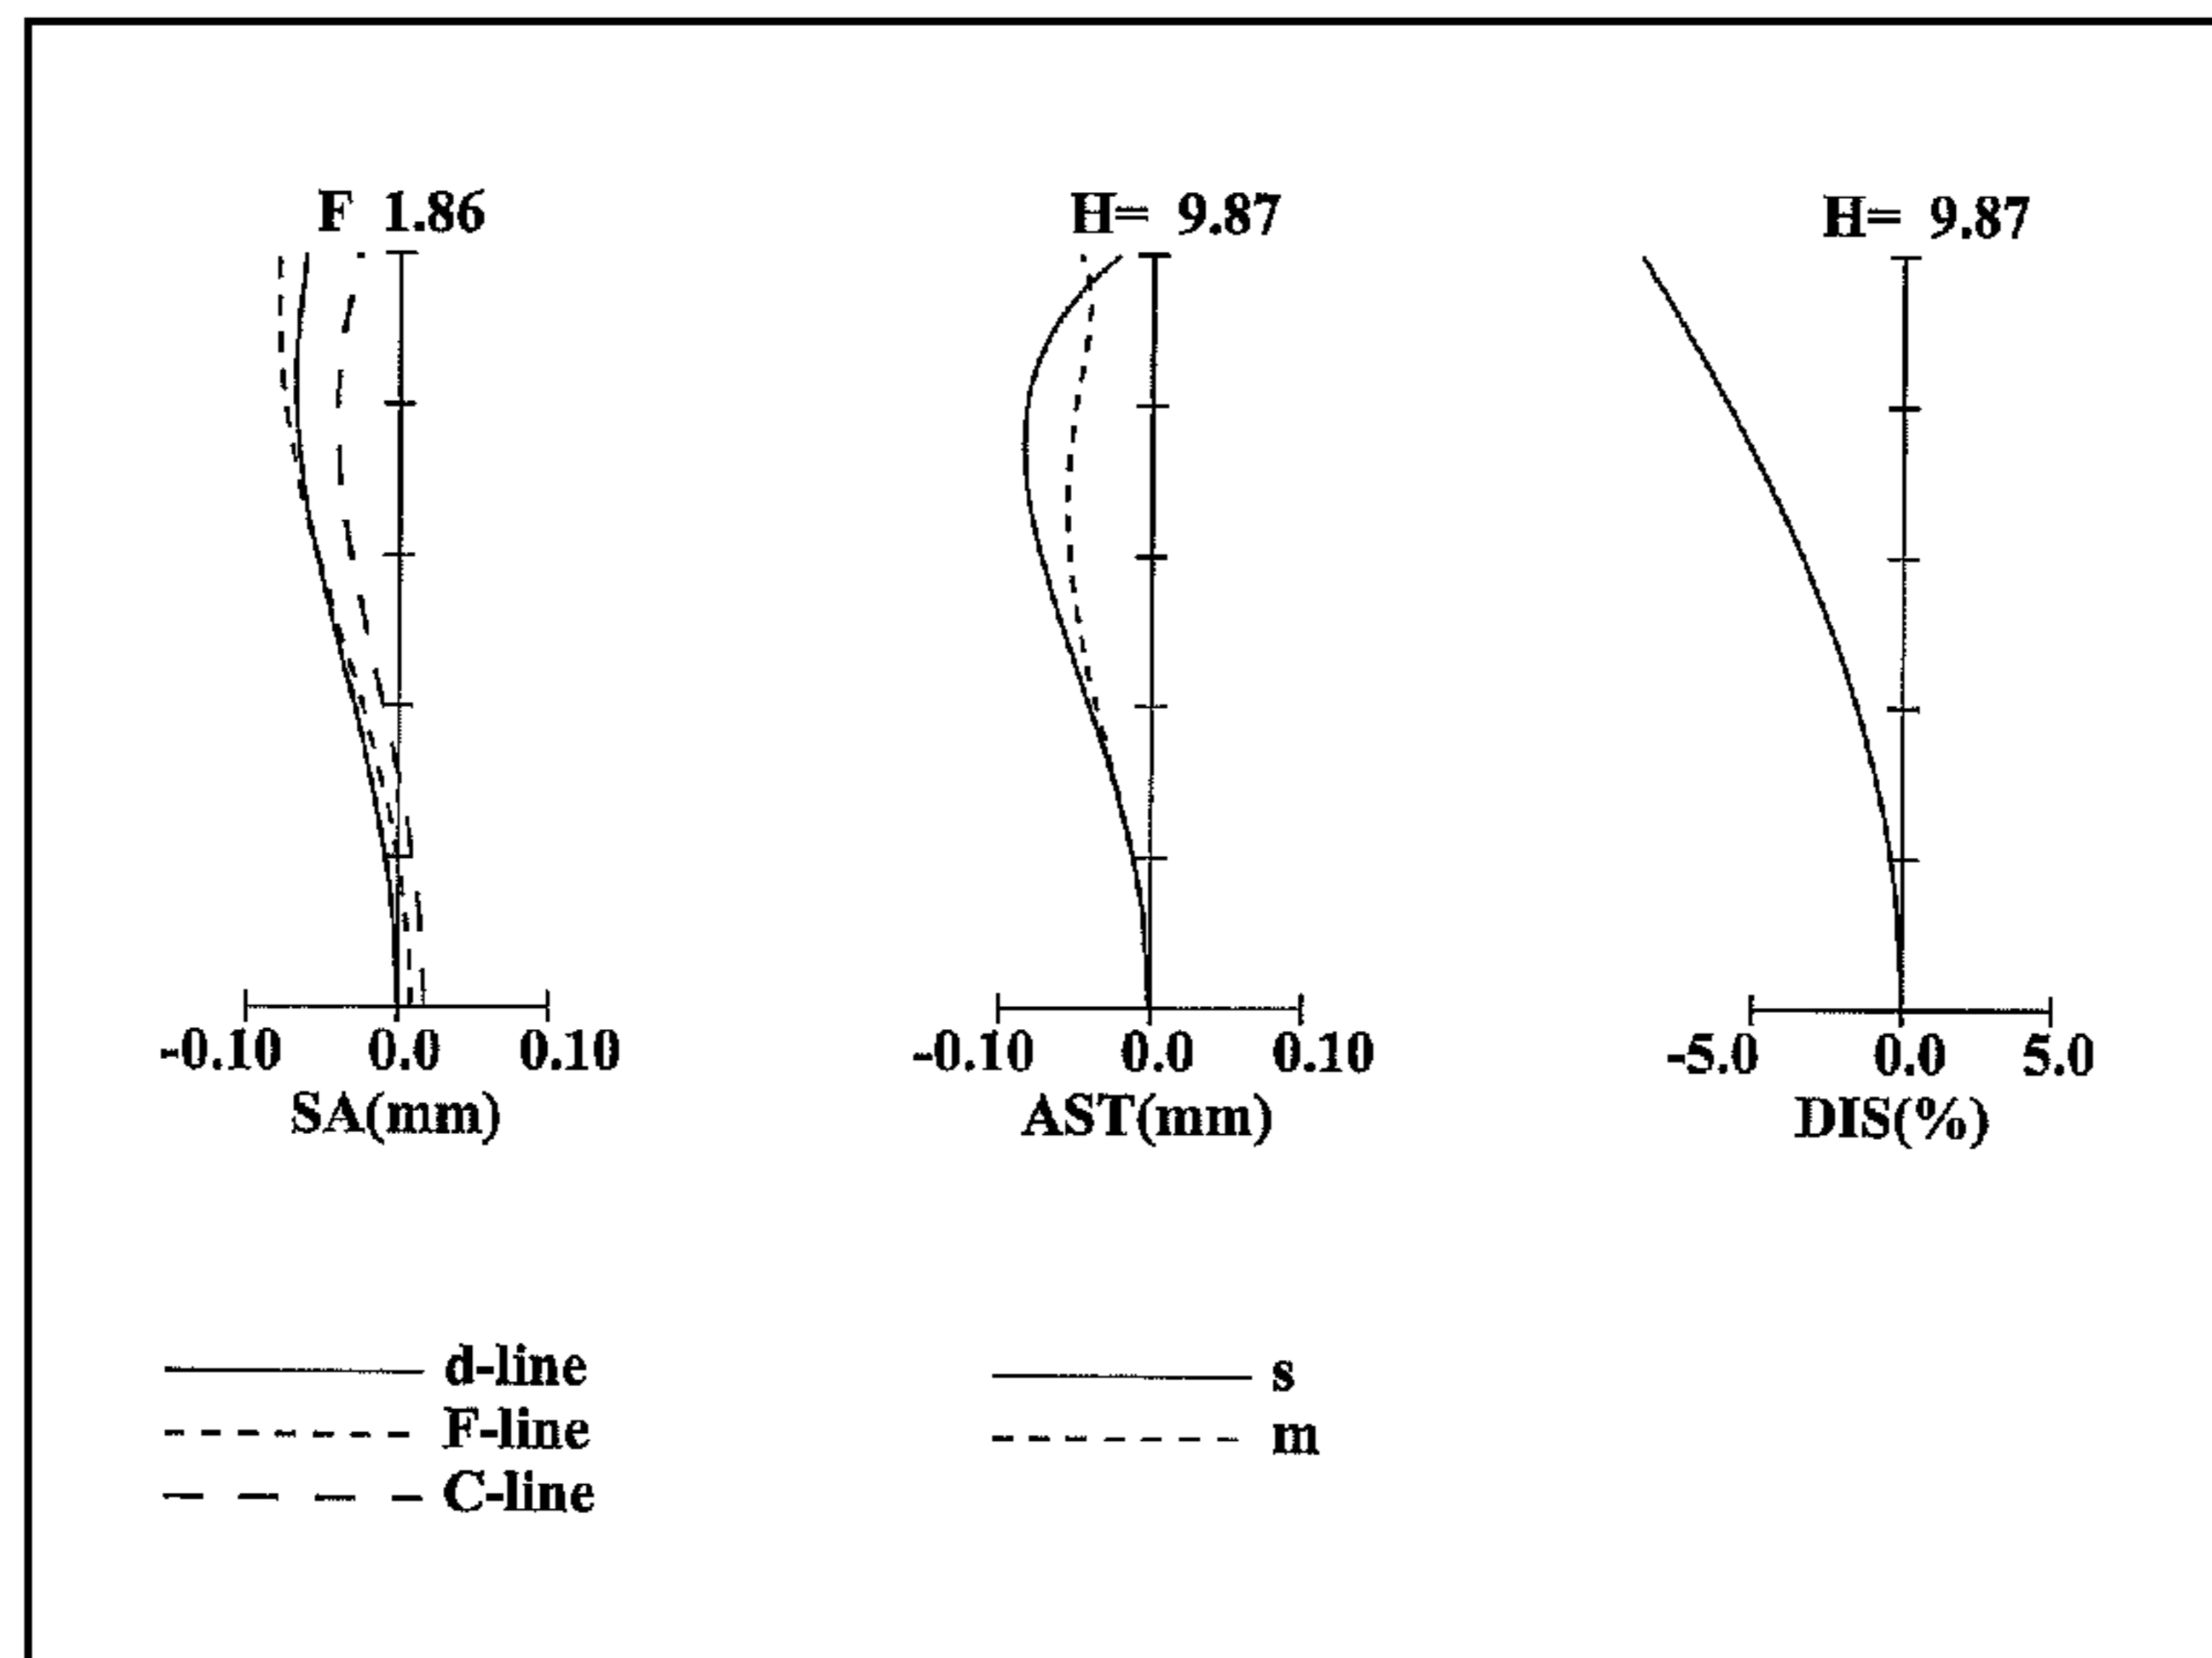 F 1.86
H= 9.87
H= 9.87
-0.10 0.0 0.10
-0.10 0.0 0.10
-5.0 0.0 5.0
SA(mm)
AST(mm)
DIS(%)
d-line
F-line
C-line
s
m